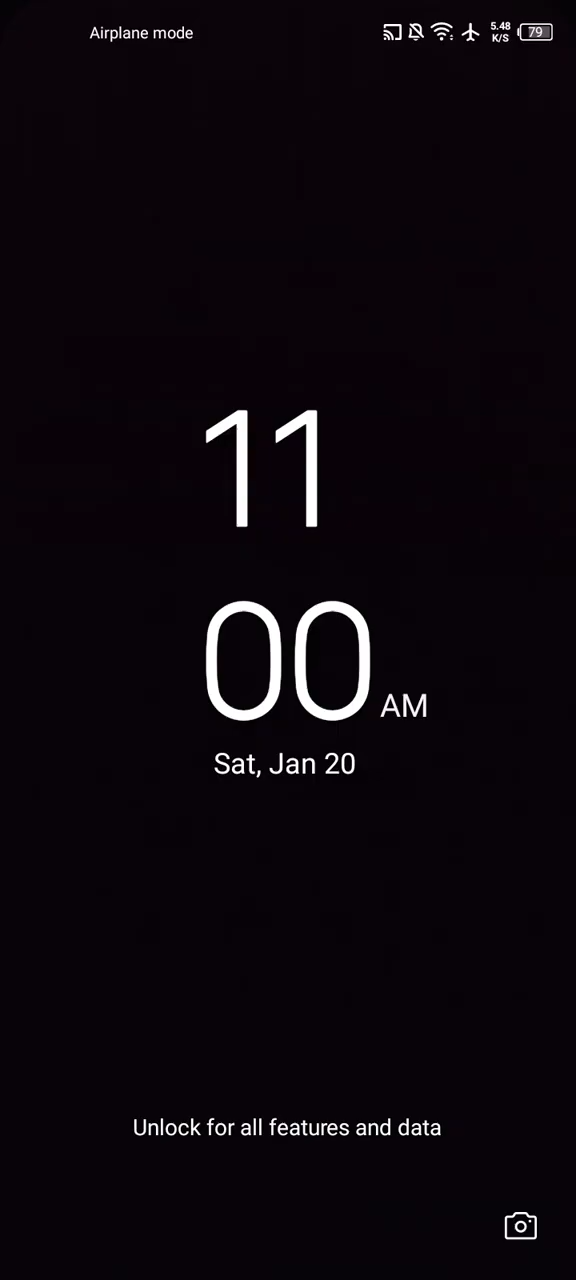 Airplane mode
5.48
K/S
79
11
00 AM
Sat, Jan 20
Unlock for all features and data